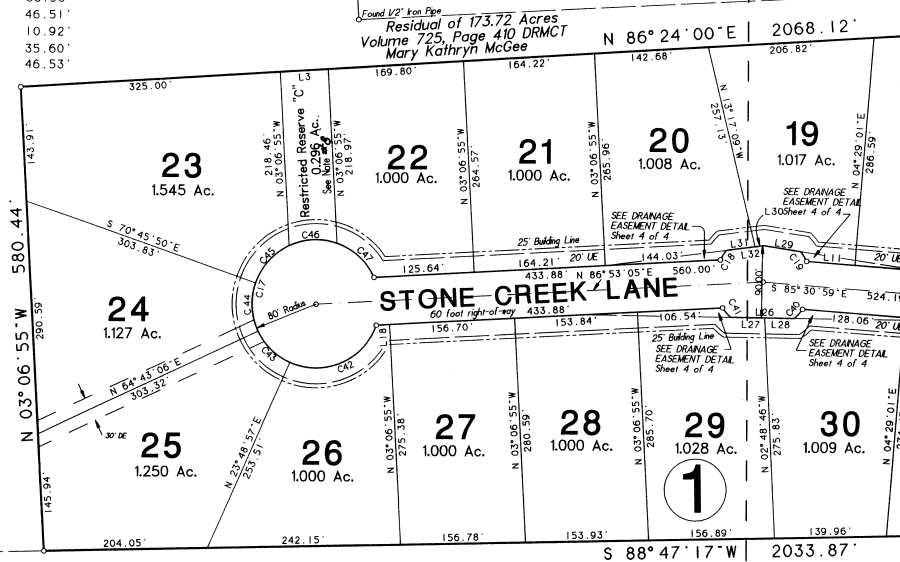 46.51'
10.92'
35.60'
46.53'
Found 1/2" Iron Pipe
Residual of 173.72 Acres
Volume 725, Page 410 DRMCT
Mary Kathryn McGee
N 86°24'00"E 2068.12'
325.00'
L3
169.80'
164.22'
142.68'
206.82'
143.91'
23
1.545 Ac.
218.46'
N 03°06'55"W
Restricted Reserve "C"
0.296 Ac.
See Note
N 03°06'55"W
218.97'
22
1.000 Ac.
N 03°06'55"W
264.57'
21
1.000 Ac.
N 03°06'55"W
265.96'
20
1.008 Ac.
N 13°17'09"W
257.13'
19
1.017 Ac.
N 04°29'01"E
286.59'
SEE DRAINAGE
EASEMENT DETAIL
Sheet 4 of 4
SEE DRAINAGE
EASEMENT DETAIL
Sheet 4 of 4
L30
S 70°45'50"E
303.83'
C45
C46
C47
25' Building Line
20' UE
L31
L29
L32
C18
C19
L11
20' UE
125.64'
164.21'
144.03'
433.88'
N 86°53'05"E
560.00'
N 03°06'55"W
580.44'
290.59'
24
1.127 Ac.
C44
C17
80' Radius
STONE CREEK LANE
60 foot right-of-way
433.88'
90.00'
S 85°30'59"E
524.1
156.70'
153.84'
106.54'
C41
L26
C40
L27
L28
128.06'
20' UE
25' Building Line
SEE DRAINAGE
EASEMENT DETAIL
Sheet 4 of 4
SEE DRAINAGE
EASEMENT DETAIL
Sheet 4 of 4
L18
C43
C42
N 64°43'06"E
303.32'
30' DE
25
1.250 Ac.
N 23°48'57"E
253.51'
26
1.000 Ac.
N 03°06'55"W
275.38'
27
1.000 Ac.
N 03°06'55"W
280.59'
28
1.000 Ac.
N 03°06'55"W
285.70'
29
1.028 Ac.
1
N 02°48'46"W
275.83'
30
1.009 Ac.
N 04°29'01"E
145.94'
204.05'
242.15'
156.78'
153.93'
156.89'
139.96'
S 88°47'17"W 2033.87'